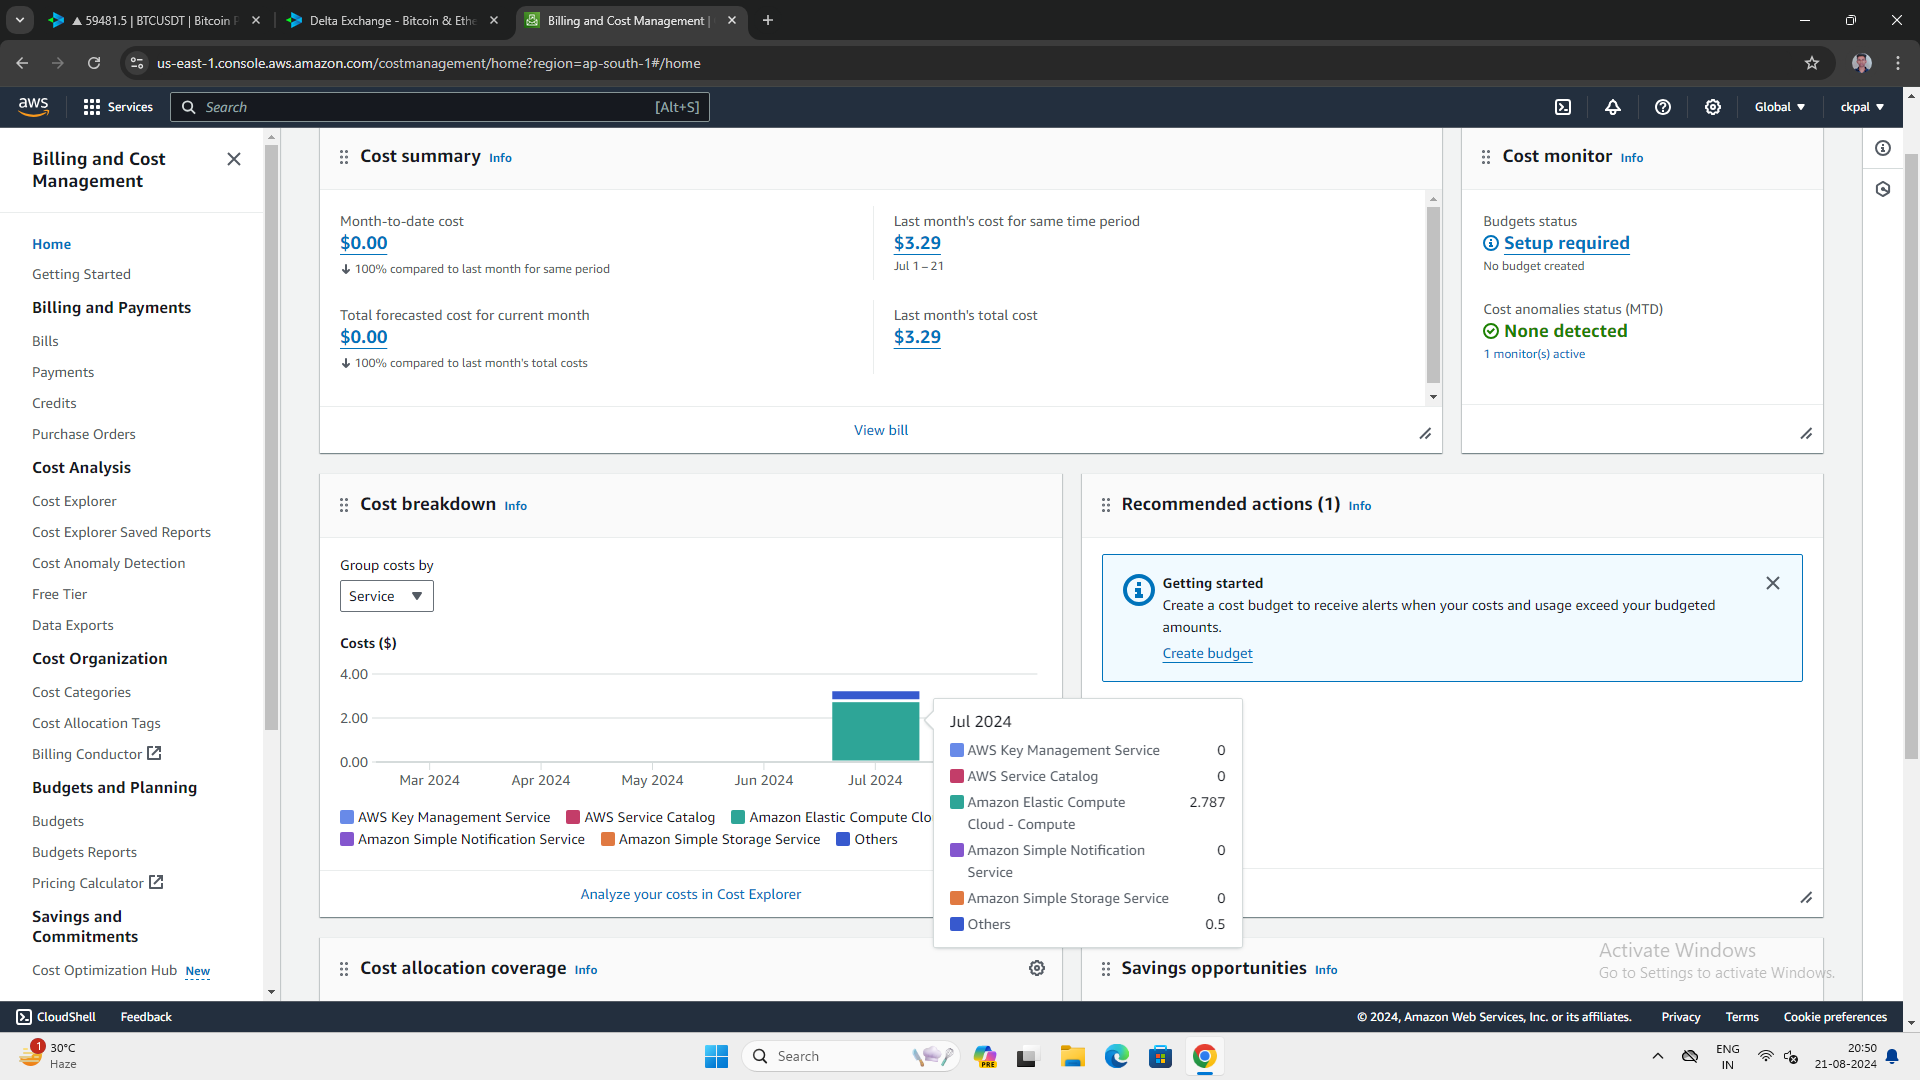 ▲ 59481.5 | BTCUSDT | Bitcoin P
Delta Exchange - Bitcoin & Ethe
Billing and Cost Management |
us-east-1.console.aws.amazon.com/costmanagement/home?region=ap-south-1#/home
aws
Services
Search
[Alt+S]
Global
ckpal
Billing and Cost
Management
Home
Getting Started
Billing and Payments
Bills
Payments
Credits
Purchase Orders
Cost Analysis
Cost Explorer
Cost Explorer Saved Reports
Cost Anomaly Detection
Free Tier
Data Exports
Cost Organization
Cost Categories
Cost Allocation Tags
Billing Conductor
Budgets and Planning
Budgets
Budgets Reports
Pricing Calculator
Savings and
Commitments
Cost Optimization Hub New
Cost summary Info
Month-to-date cost
$0.00
100% compared to last month for same period
Last month's cost for same time period
$3.29
Jul 1 – 21
Total forecasted cost for current month
$0.00
100% compared to last month's total costs
Last month's total cost
$3.29
View bill
Cost monitor Info
Budgets status
Setup required
No budget created
Cost anomalies status (MTD)
None detected
1 monitor(s) active
Cost breakdown Info
Group costs by
Service
Costs ($)
4.00
2.00
0.00
Mar 2024
Apr 2024
May 2024
Jun 2024
Jul 2024
AWS Key Management Service
AWS Service Catalog
Amazon Elastic Compute Clo
Amazon Simple Notification Service
Amazon Simple Storage Service
Others
Analyze your costs in Cost Explorer
Recommended actions (1) Info
Getting started
Create a cost budget to receive alerts when your costs and usage exceed your budgeted
amounts.
Create budget
Jul 2024
AWS Key Management Service 0
AWS Service Catalog 0
Amazon Elastic Compute 2.787
Cloud - Compute
Amazon Simple Notification 0
Service
Amazon Simple Storage Service 0
Others 0.5
Cost allocation coverage Info
Savings opportunities Info
Activate Windows
Go to Settings to activate Windows.
CloudShell
Feedback
© 2024, Amazon Web Services, Inc. or its affiliates.
Privacy
Terms
Cookie preferences
1
30°C
Haze
Search
PRE
ENG
IN
20:50
21-08-2024